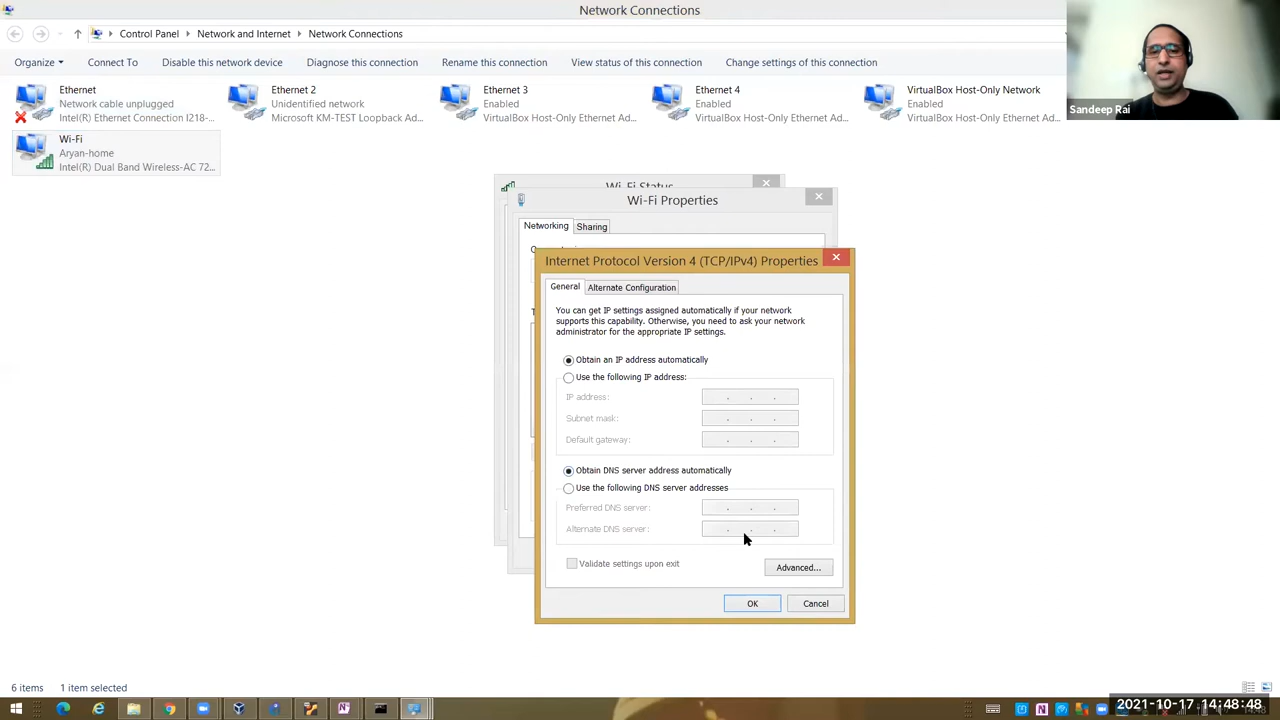 Network Connections
Control Panel
Network and Internet
Network Connections
Organize
Connect To
Disable this network device
Diagnose this connection
Rename this connection
View status of this connection
Change settings of this connection
Sandeep Rai
Ethernet
Network cable unplugged
Intel(R) Ethernet Connection I218-...
Ethernet 2
Unidentified network
Microsoft KM-TEST Loopback Ad...
Ethernet 3
Enabled
VirtualBox Host-Only Ethernet Ad...
Ethernet 4
Enabled
VirtualBox Host-Only Ethernet Ad...
VirtualBox Host-Only Network
Enabled
VirtualBox Host-Only Ethernet Ad...
Wi-Fi
Aryan-home
Intel(R) Dual Band Wireless-AC 72...
Wi-Fi Status
Wi-Fi Properties
Networking
Sharing
Internet Protocol Version 4 (TCP/IPv4) Properties
General
Alternate Configuration
You can get IP settings assigned automatically if your network
supports this capability. Otherwise, you need to ask your network
administrator for the appropriate IP settings.
Obtain an IP address automatically
Use the following IP address:
IP address:
Subnet mask:
Default gateway:
Obtain DNS server address automatically
Use the following DNS server addresses
Preferred DNS server:
Alternate DNS server:
Validate settings upon exit
Advanced...
OK
Cancel
6 items
1 item selected
2021-10-17 14:48:48